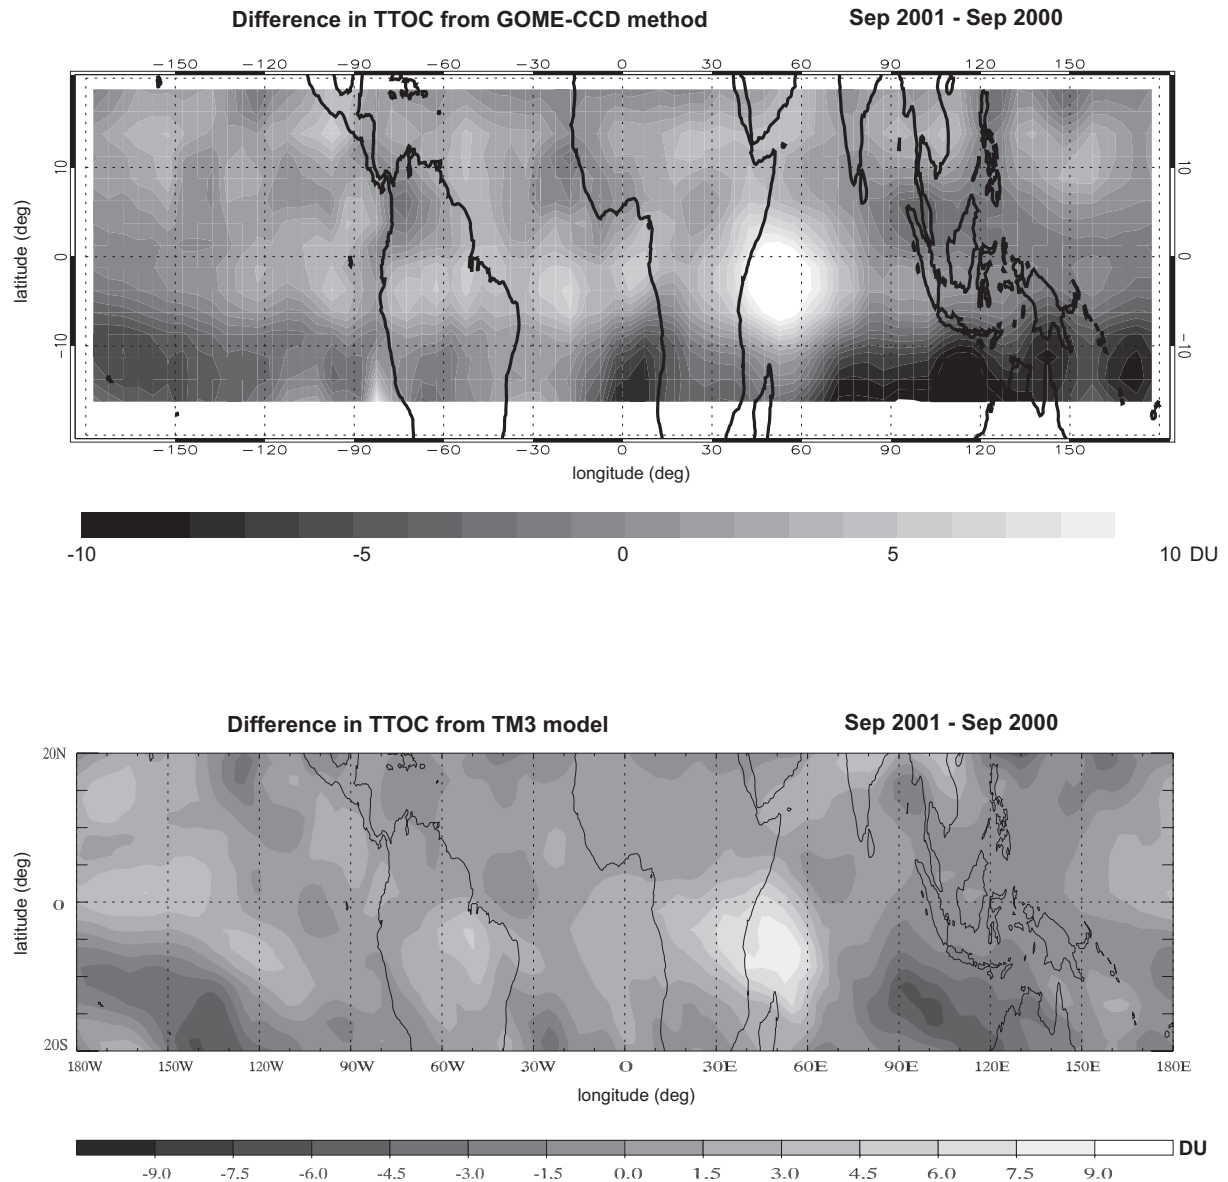 Difference in TTOC from GOME-CCD method Sep 2001 - Sep 2000
−150 −120 −90 −60 −30 0 30 60 90 120 150
10 10
0 0
−10 −10
latitude (deg)
−150 −120 −90 −60 −30 0 30 60 90 120 150
longitude (deg)
-10 -5 0 5 10 DU
Difference in TTOC from TM3 model Sep 2001 - Sep 2000
20N
0
20S
latitude (deg)
180W 150W 120W 90W 60W 30W 0 30E 60E 90E 120E 150E 180E
longitude (deg)
DU
-9.0 -7.5 -6.0 -4.5 -3.0 -1.5 0.0 1.5 3.0 4.5 6.0 7.5 9.0